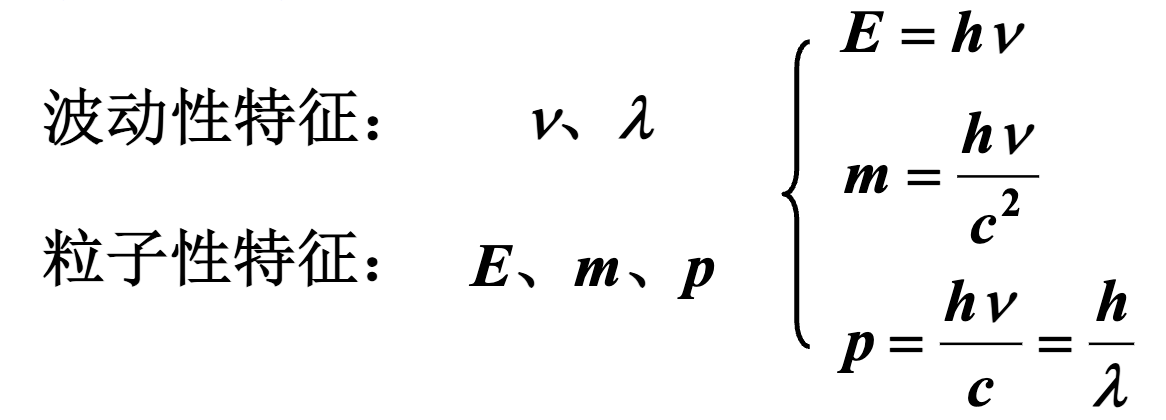 波动性特征： ν、λ
粒子性特征： E、m、p
E = hν
m = hν/c²
p = hν/c = h/λ